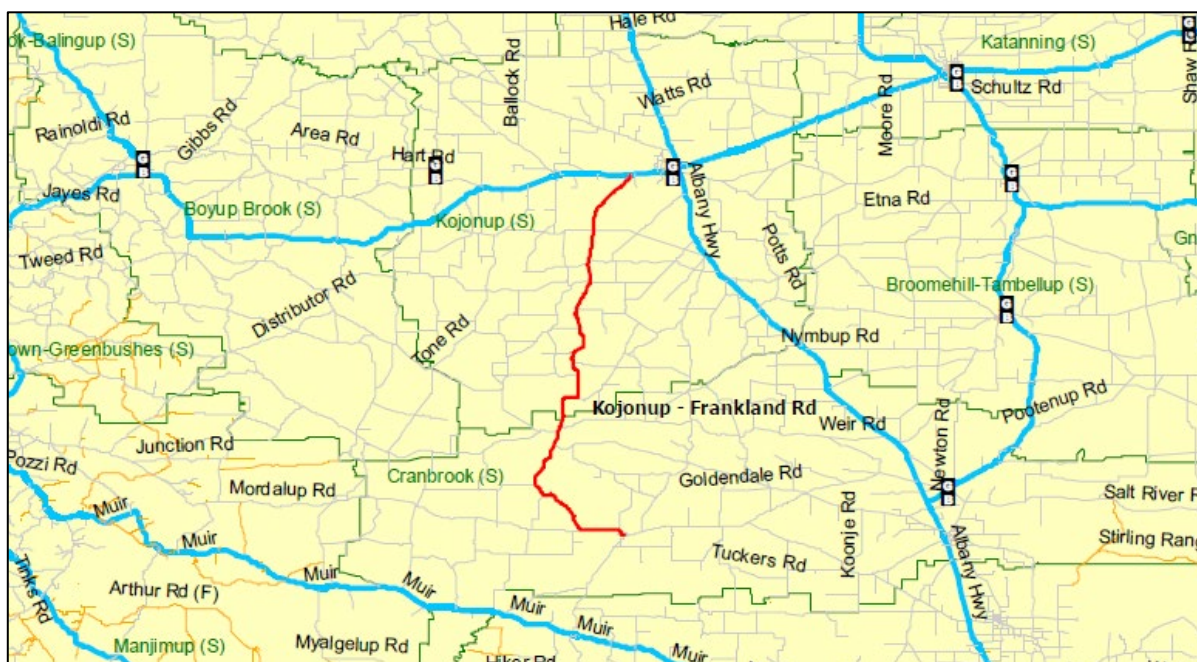 Hale Rd
ok-Balingup (S)
Katanning (S)
Shaw Rd
Ballock Rd
Watts Rd
Moore Rd
Schultz Rd
Rainoldi Rd
Gibbs Rd
Area Rd
Hart Rd
Jayes Rd
Boyup Brook (S)
Kojonup (S)
Albany Hwy
Etna Rd
Potts Rd
Tweed Rd
Gn
Distributor Rd
Broomehill-Tambellup (S)
own-Greenbushes (S)
Tone Rd
Nymbup Rd
Kojonup - Frankland Rd
Weir Rd
Newton Rd
Pootenup Rd
Junction Rd
Pozzi Rd
Cranbrook (S)
Goldendale Rd
Mordalup Rd
Salt River R
Muir
Muir
Koonje Rd
Albany Hwy
Stirling Rang
Tinks Rd
Tuckers Rd
Arthur Rd (F)
Muir
Muir
Muir
Muir
Muir
Manjimup (S)
Myalgelup Rd
Hiker Rd